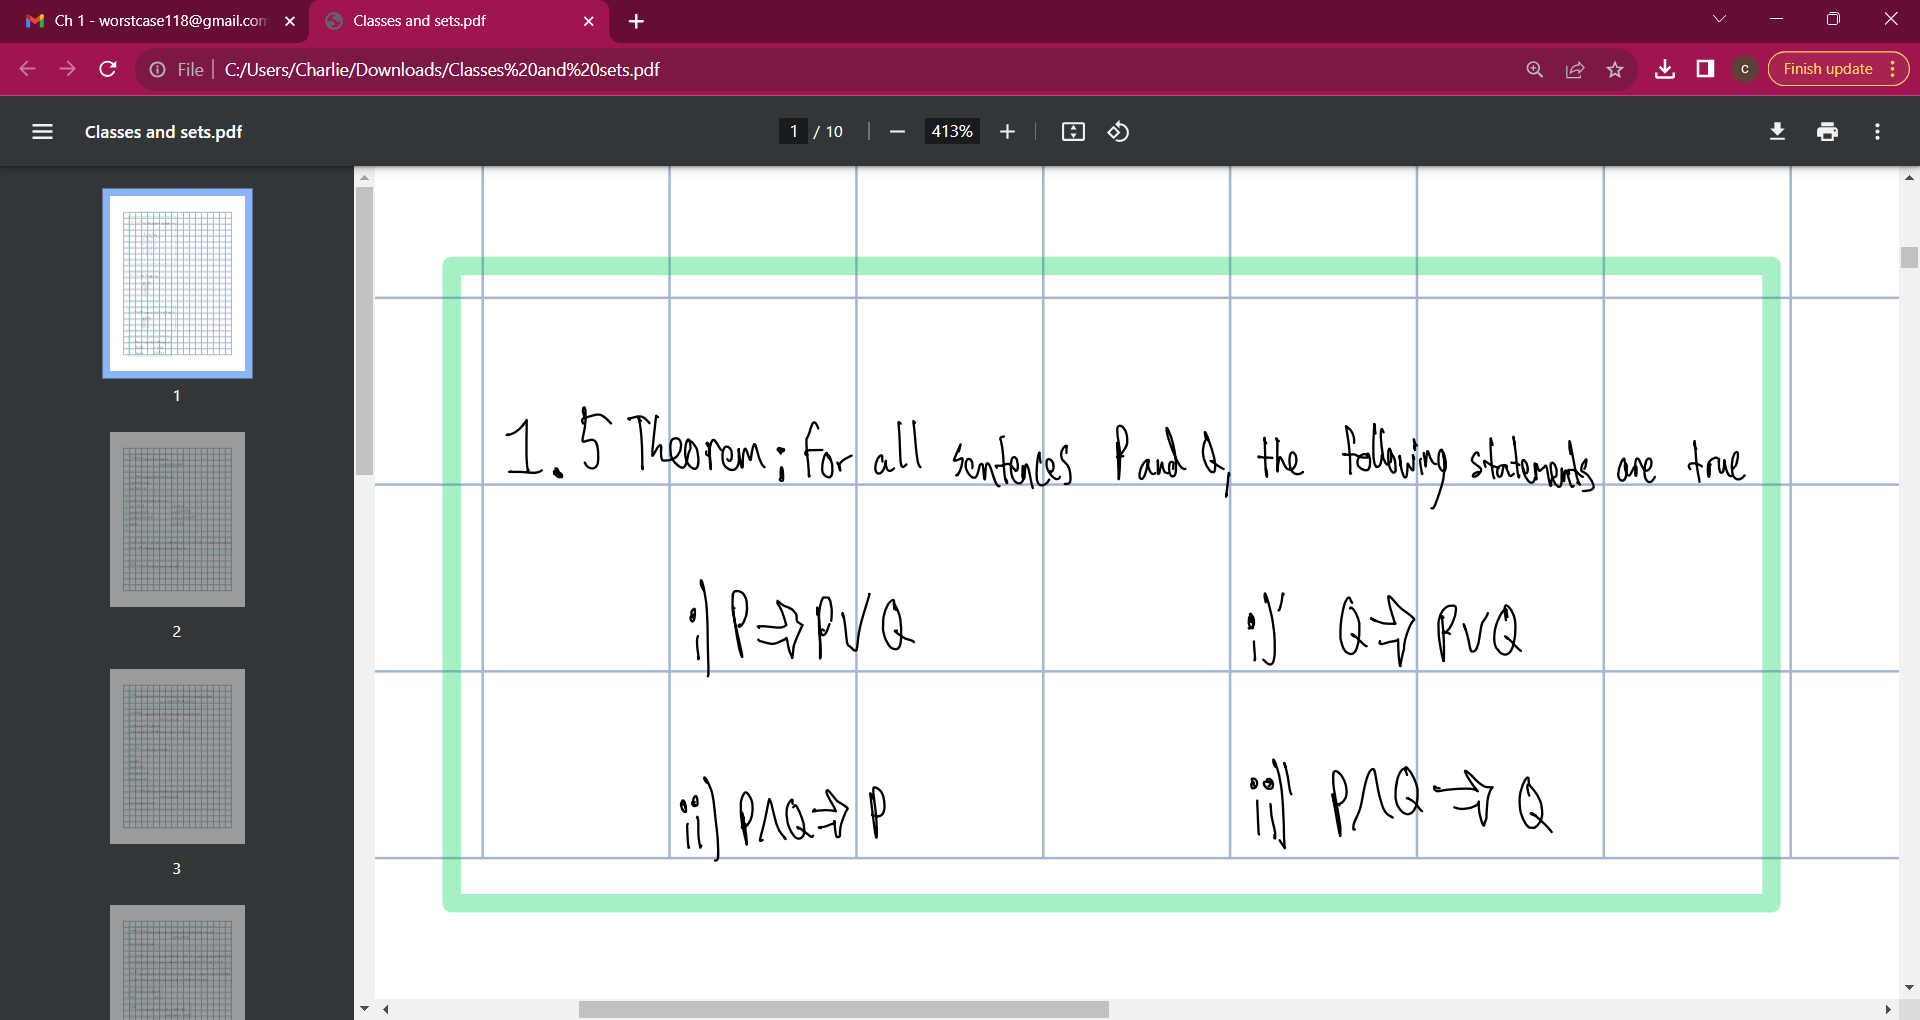 Ch 1 - worstcase118@gmail.com
Classes and sets.pdf
File
C:/Users/Charlie/Downloads/Classes%20and%20sets.pdf
C
Finish update
Classes and sets.pdf
1 / 10
413%
1
2
3
1.5 Theorem: For all sentences P and Q, the following statements are true
i) P ⇒ P ∨ Q
i)' Q ⇒ P ∨ Q
ii) P ∧ Q ⇒ P
ii)' P ∧ Q ⇒ Q